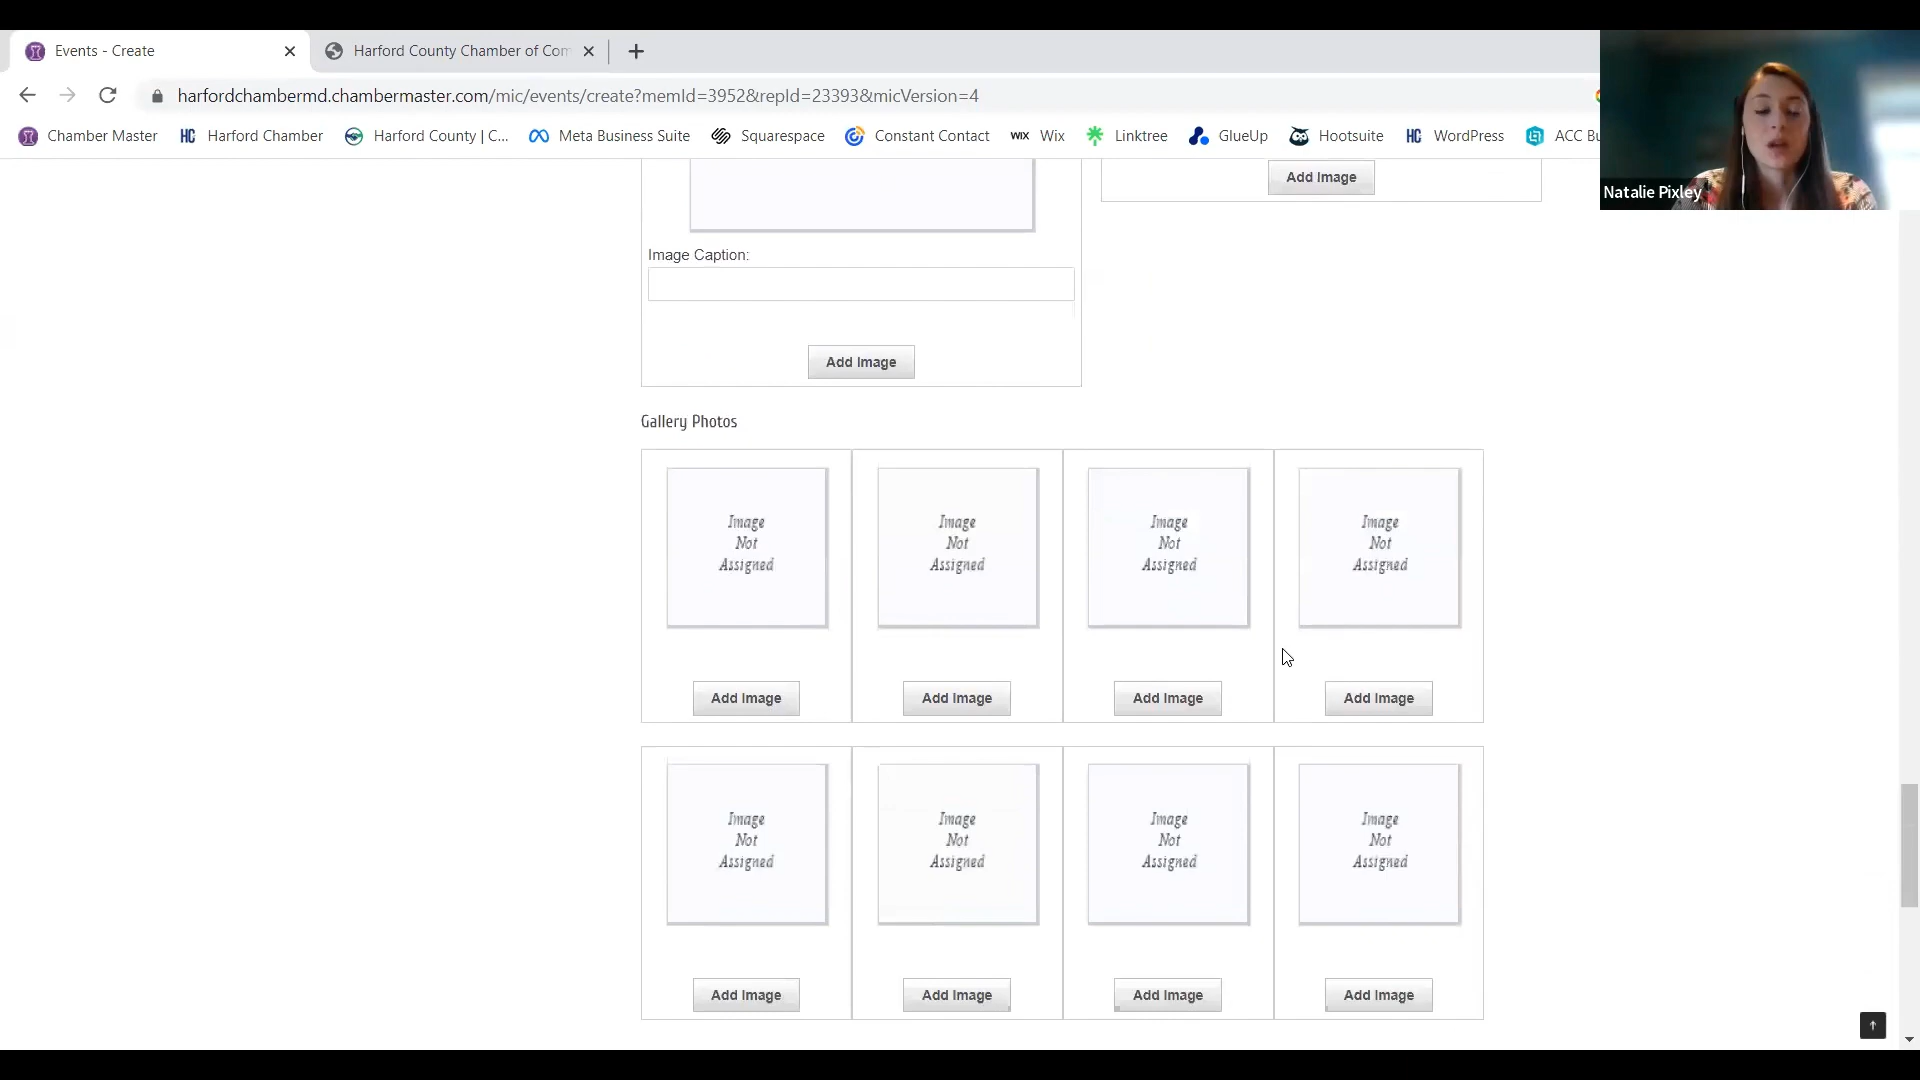 Events - Create
Harford County Chamber of Com
harfordchambermd.chambermaster.com/mic/events/create?memId=3952&repId=23393&micVersion=4
Chamber Master
HC Harford Chamber
Harford County | C...
Meta Business Suite
Squarespace
Constant Contact
WIX Wix
Linktree
GlueUp
Hootsuite
HC WordPress
ACC Bu
Natalie Pixley
Add Image
Image Caption:
Add Image
Gallery Photos
Image
Not
Assigned
Image
Not
Assigned
Image
Not
Assigned
Image
Not
Assigned
Add Image
Add Image
Add Image
Add Image
Image
Not
Assigned
Image
Not
Assigned
Image
Not
Assigned
Image
Not
Assigned
Add Image
Add Image
Add Image
Add Image